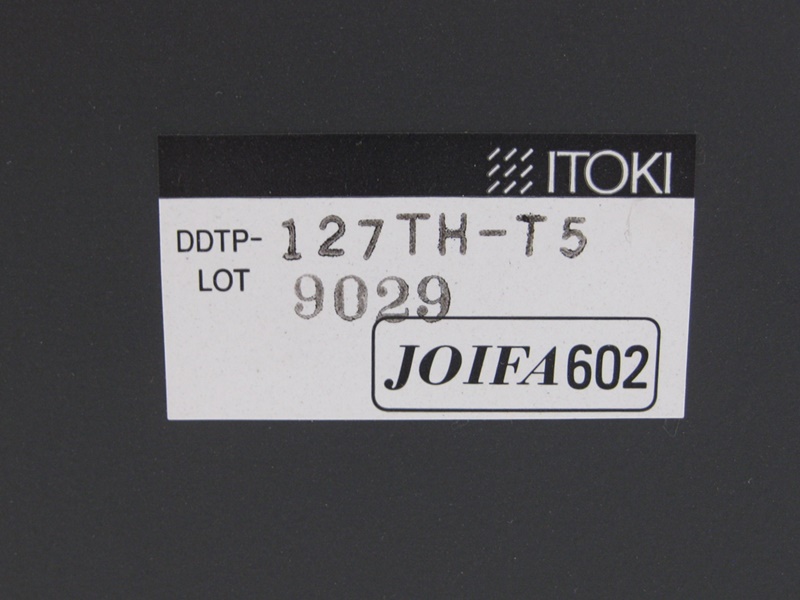 ITOKI
DDTP-127TH-T5
LOT 9029
JOIFA602